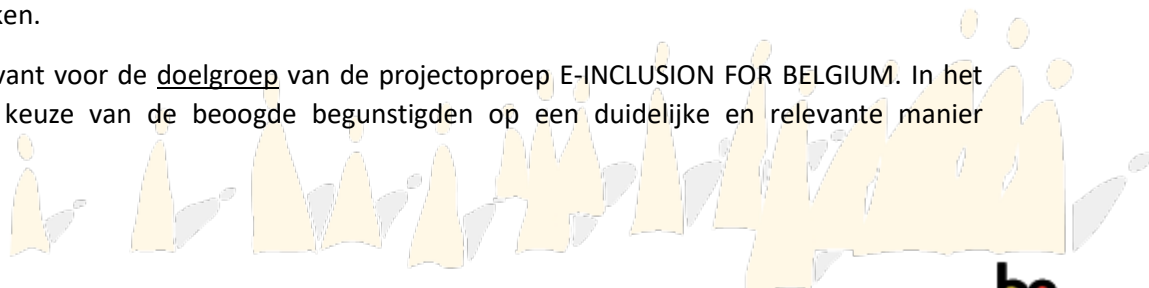 ken.
vant voor de doelgroep van de projectoproep E-INCLUSION FOR BELGIUM. In het
keuze van de beoogde begunstigden op een duidelijke en relevante manier
be